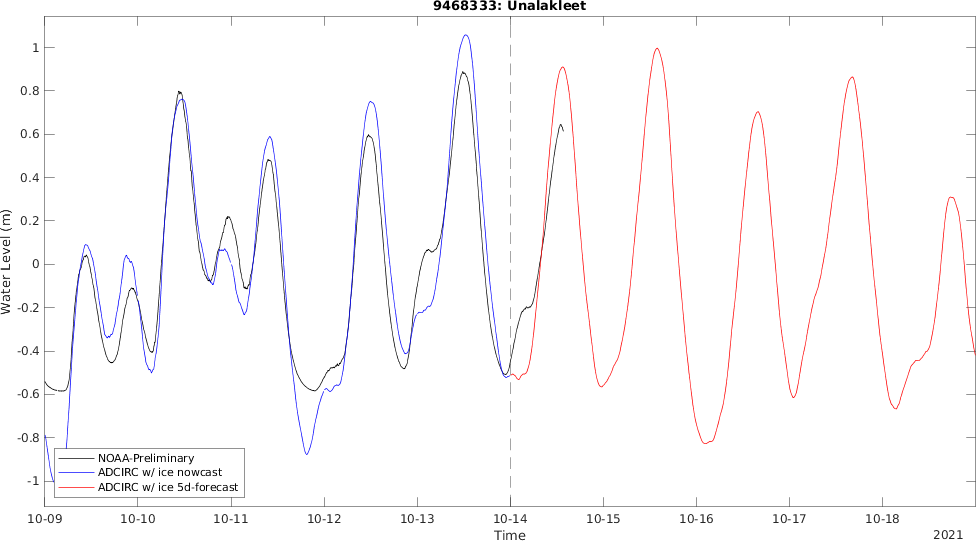 9468333: Unalakleet
1
0.8
0.6
0.4
0.2
0
-0.2
-0.4
-0.6
-0.8
-1
Water Level (m)
NOAA-Preliminary
ADCIRC w/ ice nowcast
ADCIRC w/ ice 5d-forecast
10-09 10-10 10-11 10-12 10-13 10-14 10-15 10-16 10-17 10-18
Time
2021